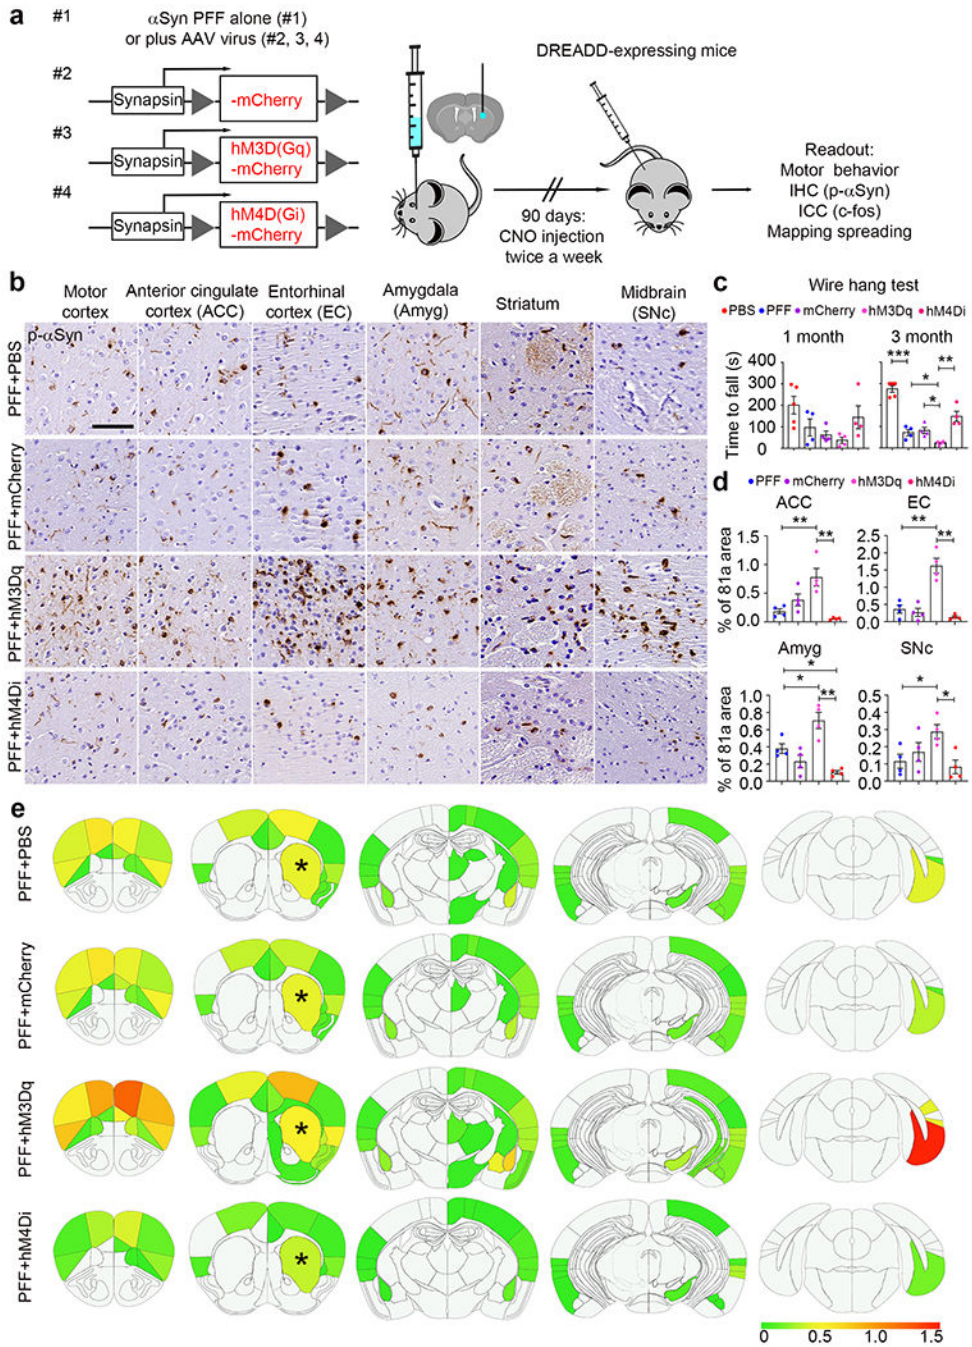 a
#1
αSyn PFF alone (#1)
or plus AAV virus (#2, 3, 4)
#2
Synapsin
-mCherry
#3
Synapsin
hM3D(Gq)
-mCherry
#4
Synapsin
hM4D(Gi)
-mCherry
DREADD-expressing mice
90 days:
CNO injection
twice a week
Readout:
Motor behavior
IHC (p-αSyn)
ICC (c-fos)
Mapping spreading
b
Motor
cortex
Anterior cingulate
cortex (ACC)
Entorhinal
cortex (EC)
Amygdala
(Amyg)
Striatum
Midbrain
(SNc)
p-αSyn
PFF+PBS
PFF+mCherry
PFF+hM3Dq
PFF+hM4Di
c
Wire hang test
PBS PFF mCherry hM3Dq hM4Di
1 month
3 month
Time to fall (s)
400
300
200
100
0
***
*
**
*
d
PFF mCherry hM3Dq hM4Di
ACC
% of 81a area
1.5
1.0
0.5
0.0
**
**
EC
2.5
2.0
1.5
1.0
0.5
0.0
**
**
Amyg
% of 81a area
1.0
0.8
0.6
0.4
0.2
0.0
*
*
**
SNc
0.5
0.4
0.3
0.2
0.1
0.0
*
*
e
PFF+PBS
*
PFF+mCherry
*
PFF+hM3Dq
*
PFF+hM4Di
*
0 0.5 1.0 1.5